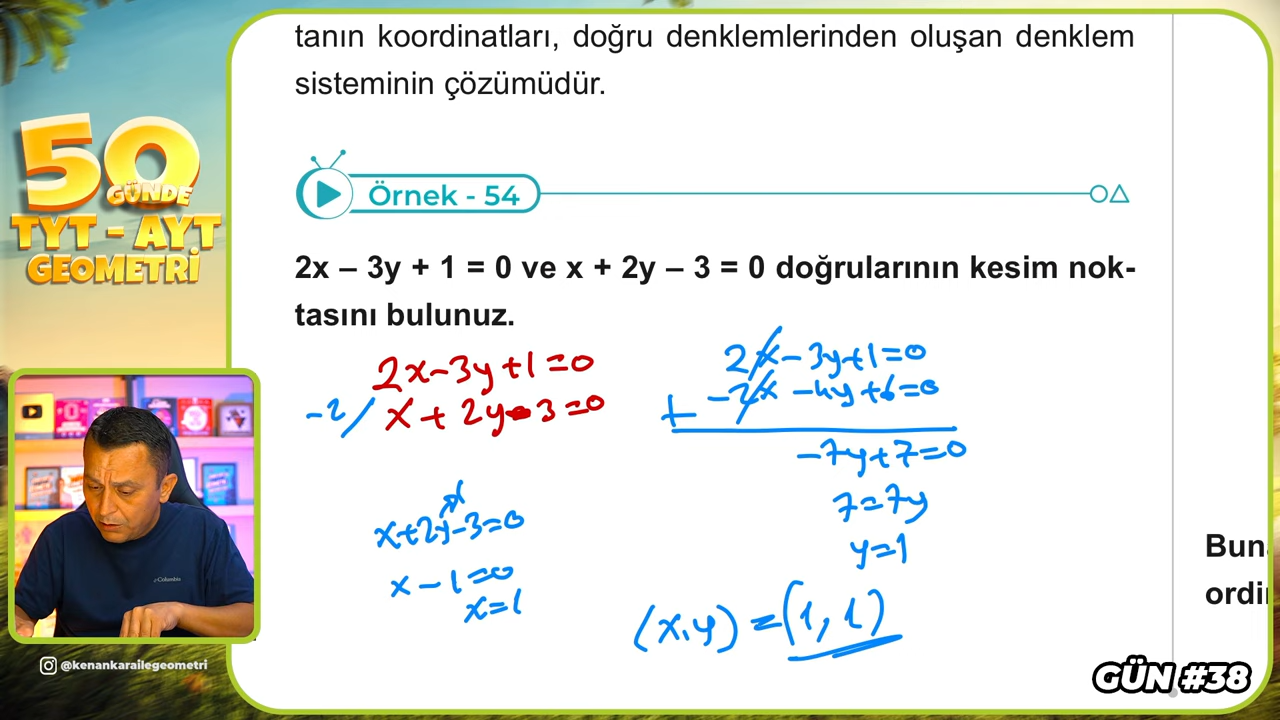 tanın koordinatları, doğru denklemlerinden oluşan denklem
sisteminin çözümüdür.
50
GÜNDE
TYT - AYT
GEOMETRİ
Örnek - 54
2x – 3y + 1 = 0 ve x + 2y – 3 = 0 doğrularının kesim nok-
tasını bulunuz.
2x-3y+1=0
-2/ x+2y-3=0
2x-3y+1=0
+ -2x-4y+6=0
-7y+7=0
7=7y
y=1
x+2y-3=0
x-1=0
x=1
(x,y)=(1,1)
Columbia
Bun
ordi
@kenankarailegeometri
GÜN #38